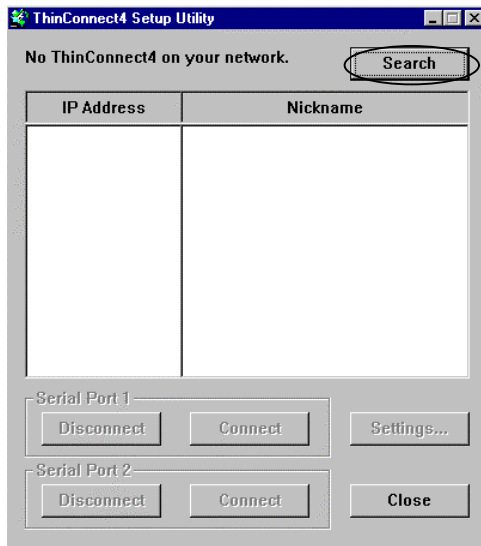 ThinConnect4 Setup Utility
No ThinConnect4 on your network.
Search
IP Address Nickname
Serial Port 1
Disconnect Connect Settings...
Serial Port 2
Disconnect Connect Close